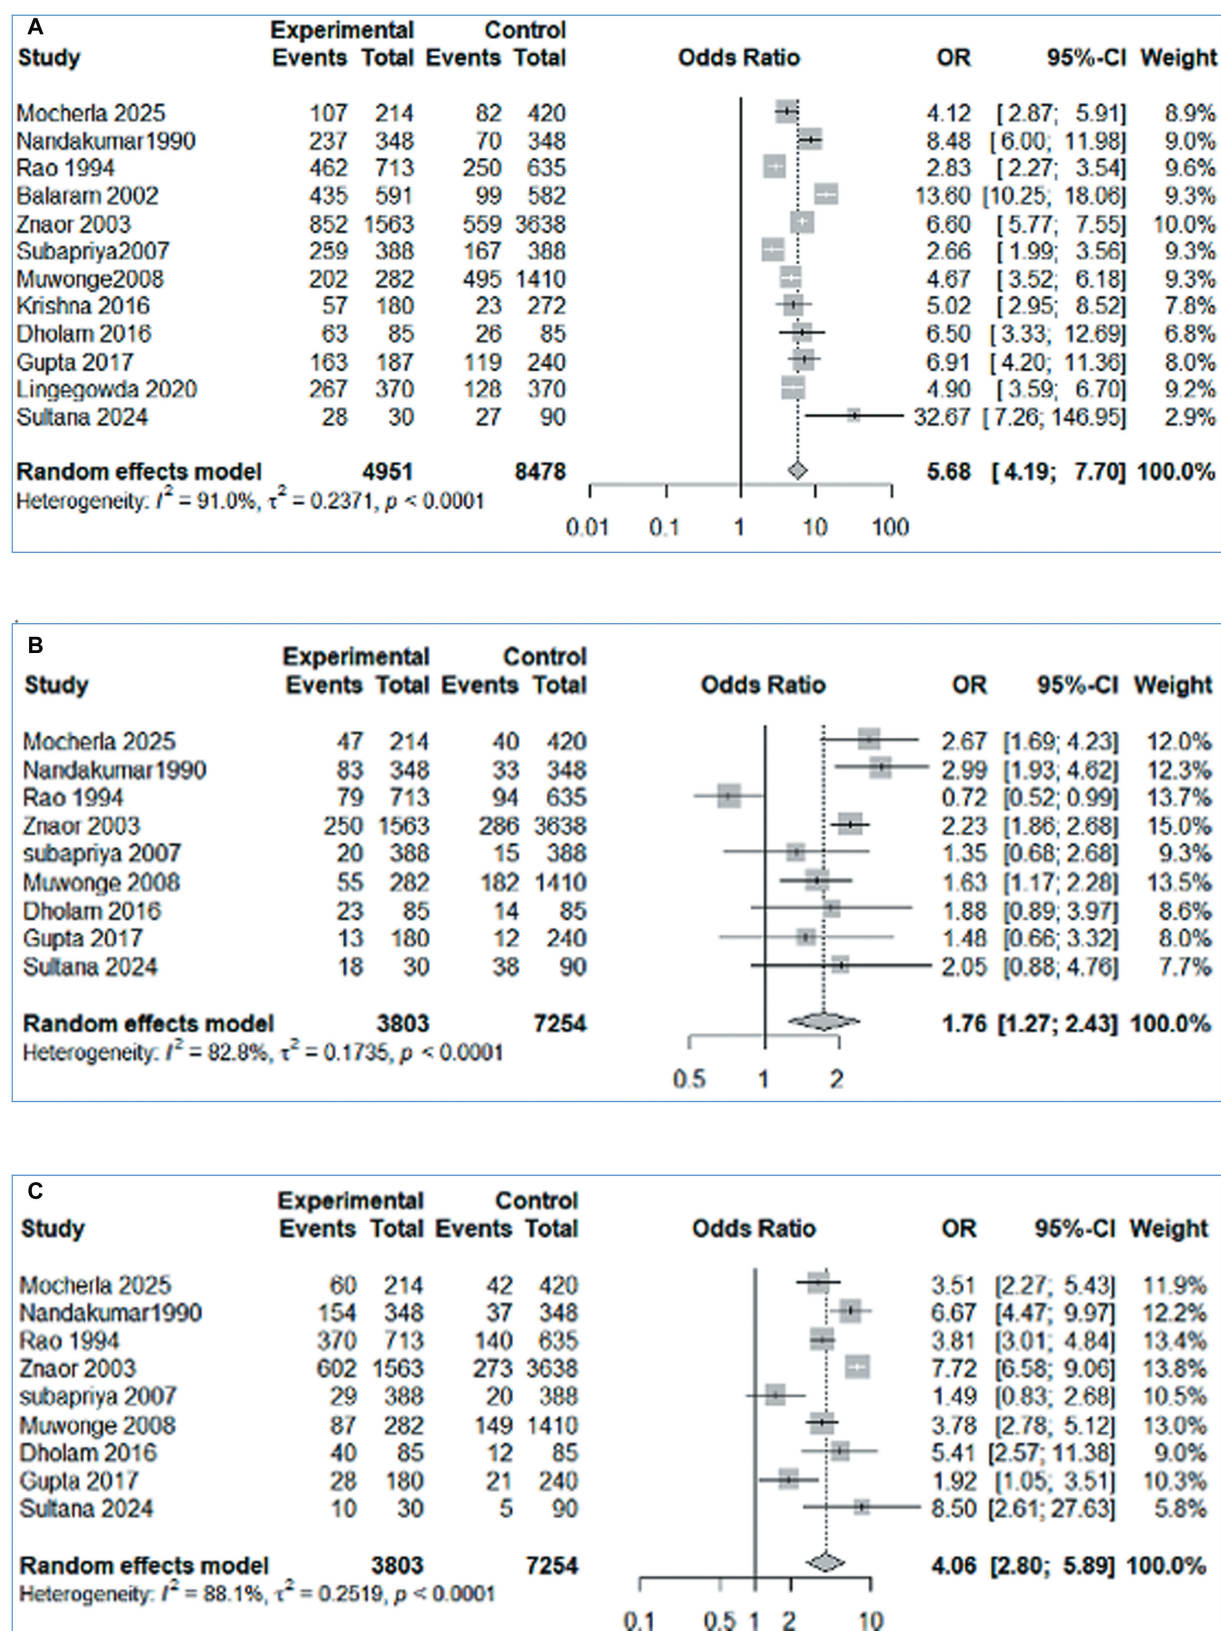 A
Experimental Control
Study Events Total Events Total Odds Ratio OR 95%-CI Weight
Mocherla 2025 107 214 82 420 4.12 [ 2.87; 5.91] 8.9%
Nandakumar1990 237 348 70 348 8.48 [ 6.00; 11.98] 9.0%
Rao 1994 462 713 250 635 2.83 [ 2.27; 3.54] 9.6%
Balaram 2002 435 591 99 582 13.60 [10.25; 18.06] 9.3%
Znaor 2003 852 1563 559 3638 6.60 [ 5.77; 7.55] 10.0%
Subapriya2007 259 388 167 388 2.66 [ 1.99; 3.56] 9.3%
Muwonge2008 202 282 495 1410 4.67 [ 3.52; 6.18] 9.3%
Krishna 2016 57 180 23 272 5.02 [ 2.95; 8.52] 7.8%
Dholam 2016 63 85 26 85 6.50 [ 3.33; 12.69] 6.8%
Gupta 2017 163 187 119 240 6.91 [ 4.20; 11.36] 8.0%
Lingegowda 2020 267 370 128 370 4.90 [ 3.59; 6.70] 9.2%
Sultana 2024 28 30 27 90 32.67 [ 7.26; 146.95] 2.9%
Random effects model 4951 8478 5.68 [ 4.19; 7.70] 100.0%
Heterogeneity: I² = 91.0%, τ² = 0.2371, p < 0.0001
0.01 0.1 1 10 100
B
Experimental Control
Study Events Total Events Total Odds Ratio OR 95%-CI Weight
Mocherla 2025 47 214 40 420 2.67 [1.69; 4.23] 12.0%
Nandakumar1990 83 348 33 348 2.99 [1.93; 4.62] 12.3%
Rao 1994 79 713 94 635 0.72 [0.52; 0.99] 13.7%
Znaor 2003 250 1563 286 3638 2.23 [1.86; 2.68] 15.0%
subapriya 2007 20 388 15 388 1.35 [0.68; 2.68] 9.3%
Muwonge 2008 55 282 182 1410 1.63 [1.17; 2.28] 13.5%
Dholam 2016 23 85 14 85 1.88 [0.89; 3.97] 8.6%
Gupta 2017 13 180 12 240 1.48 [0.66; 3.32] 8.0%
Sultana 2024 18 30 38 90 2.05 [0.88; 4.76] 7.7%
Random effects model 3803 7254 1.76 [1.27; 2.43] 100.0%
Heterogeneity: I² = 82.8%, τ² = 0.1735, p < 0.0001
0.5 1 2
C
Experimental Control
Study Events Total Events Total Odds Ratio OR 95%-CI Weight
Mocherla 2025 60 214 42 420 3.51 [2.27; 5.43] 11.9%
Nandakumar1990 154 348 37 348 6.67 [4.47; 9.97] 12.2%
Rao 1994 370 713 140 635 3.81 [3.01; 4.84] 13.4%
Znaor 2003 602 1563 273 3638 7.72 [6.58; 9.06] 13.8%
subapriya 2007 29 388 20 388 1.49 [0.83; 2.68] 10.5%
Muwonge 2008 87 282 149 1410 3.78 [2.78; 5.12] 13.0%
Dholam 2016 40 85 12 85 5.41 [2.57; 11.38] 9.0%
Gupta 2017 28 180 21 240 1.92 [1.05; 3.51] 10.3%
Sultana 2024 10 30 5 90 8.50 [2.61; 27.63] 5.8%
Random effects model 3803 7254 4.06 [2.80; 5.89] 100.0%
Heterogeneity: I² = 88.1%, τ² = 0.2519, p < 0.0001
0.1 0.5 1 2 10